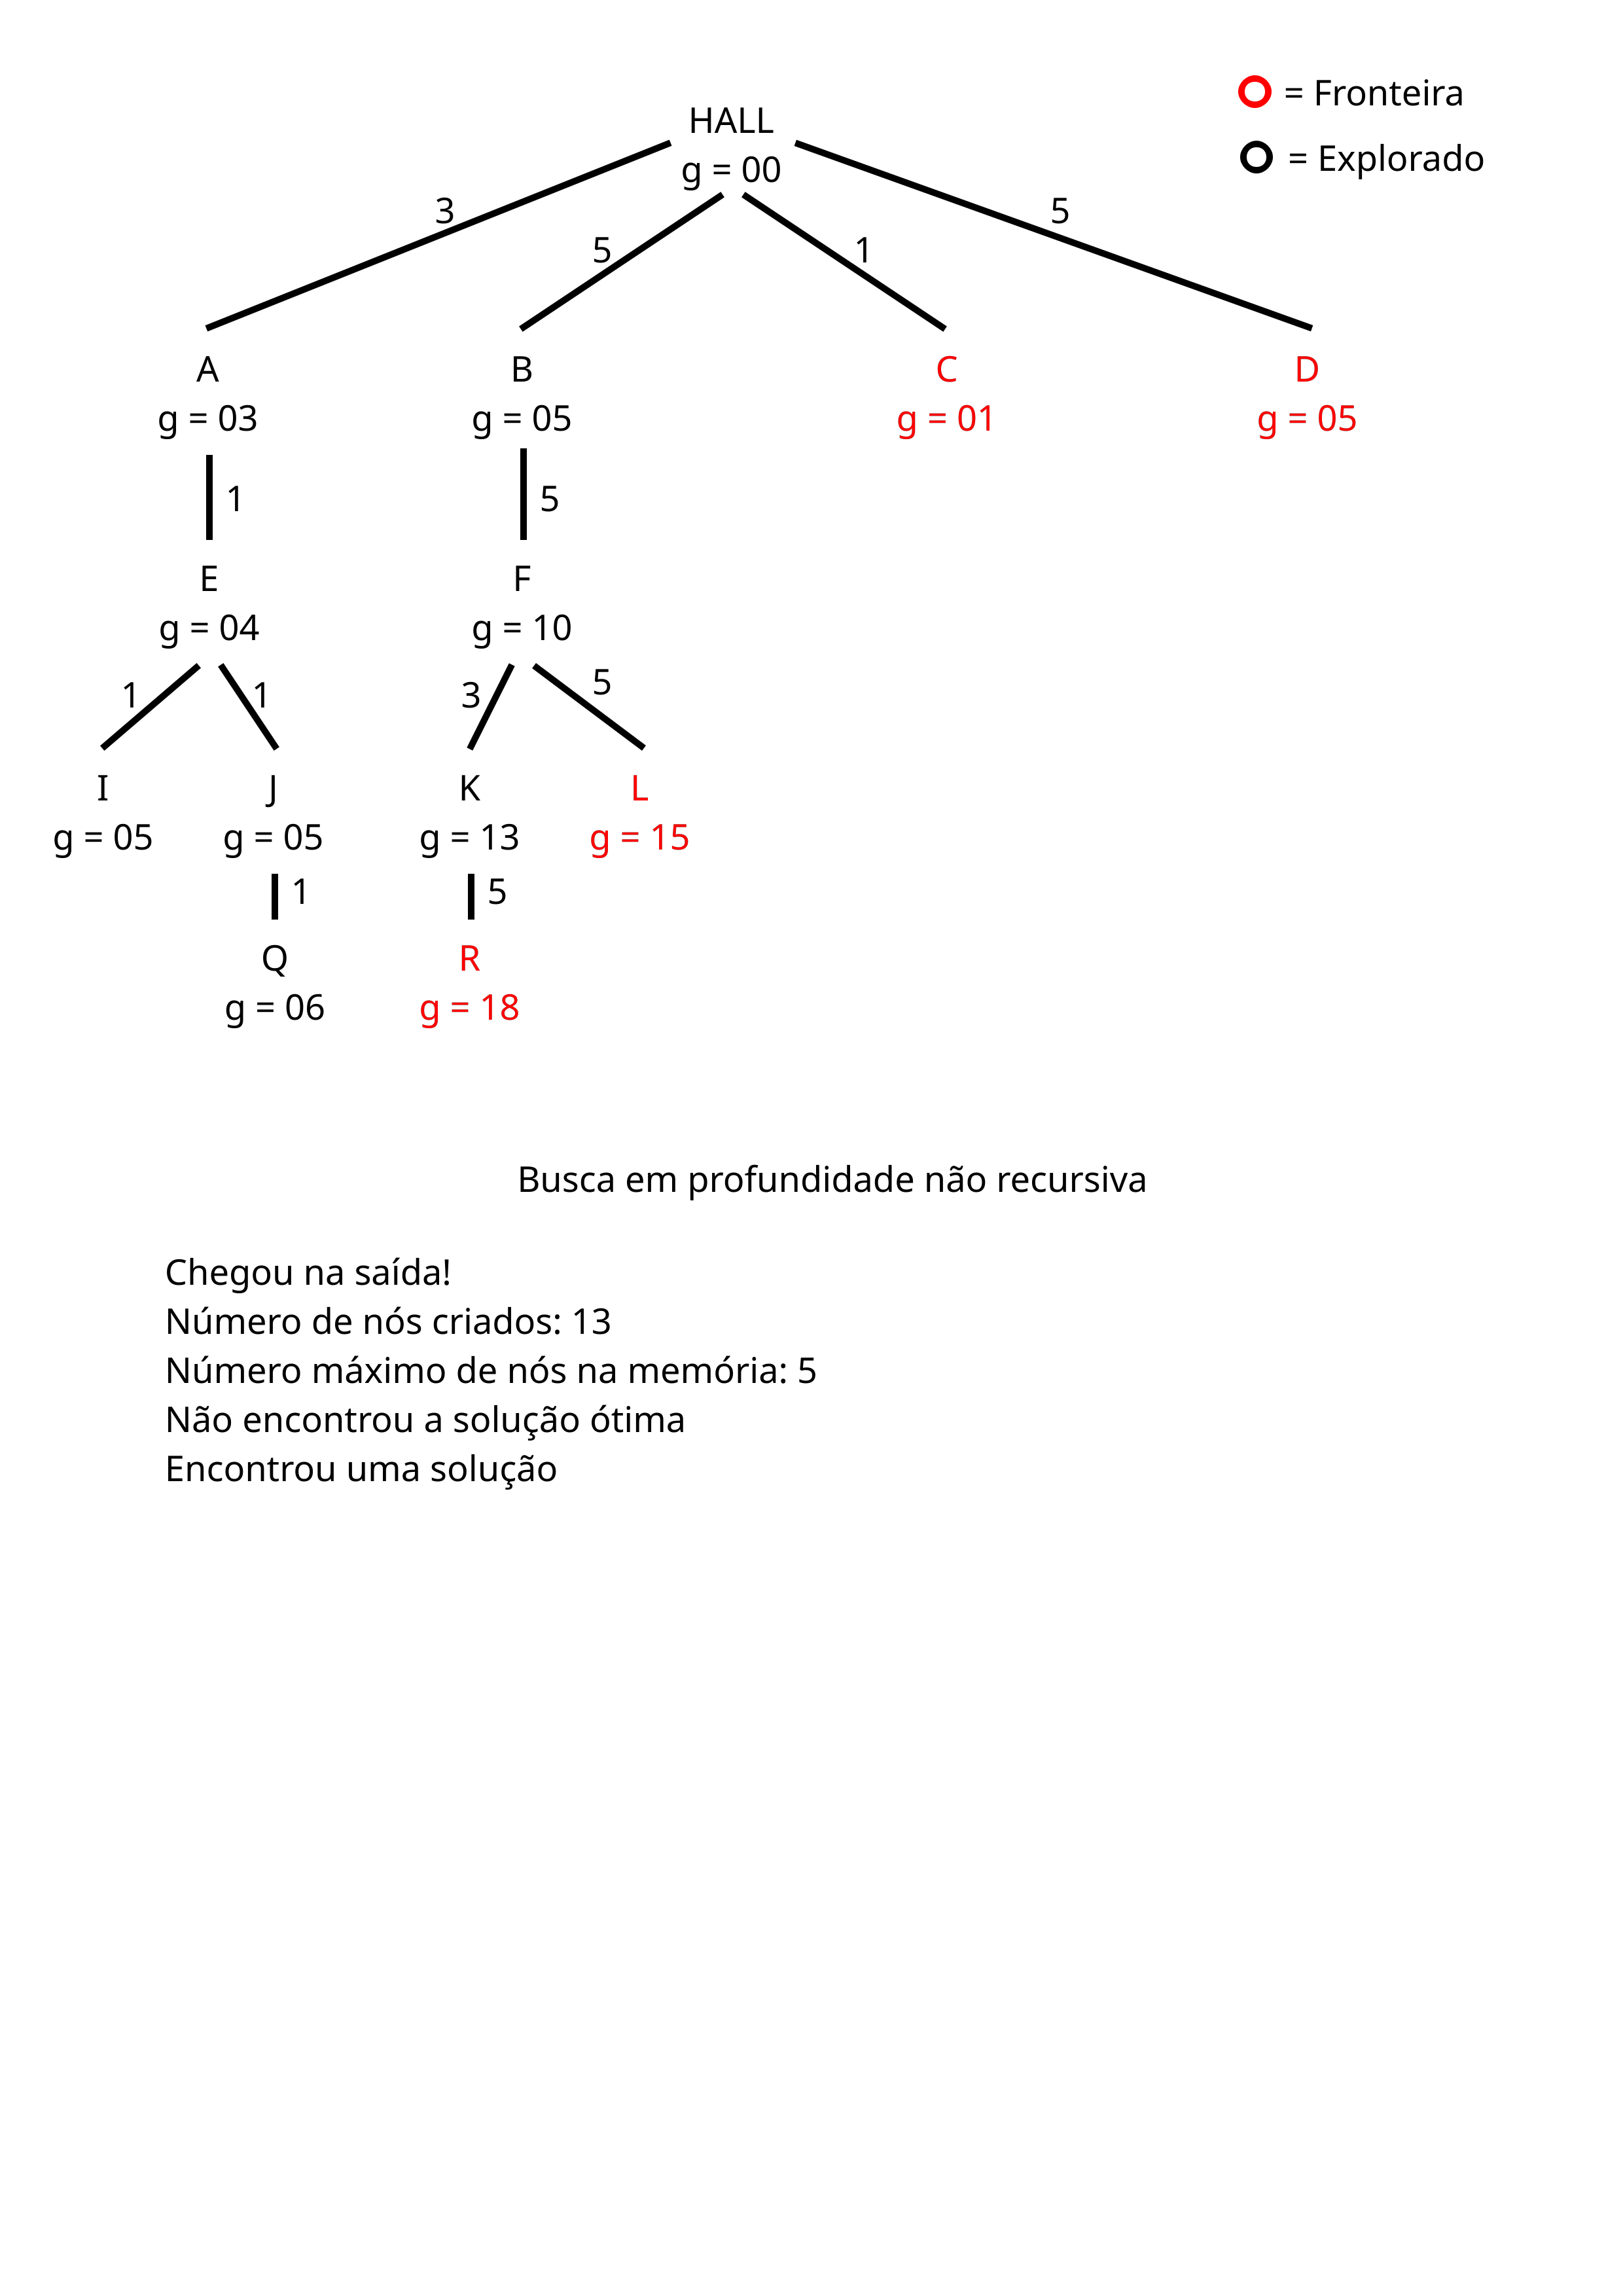 = Fronteira
HALL
= Explorado
g = 00
3
5
5
1
A
B
C
D
g = 03
g = 05
g = 01
g = 05
1
5
E
F
g = 04
g = 10
1
1
3
5
I
J
K
L
g = 05
g = 05
g = 13
g = 15
1
5
Q
R
g = 06
g = 18
Busca em profundidade não recursiva
Chegou na saída!
Número de nós criados: 13
Número máximo de nós na memória: 5
Não encontrou a solução ótima
Encontrou uma solução